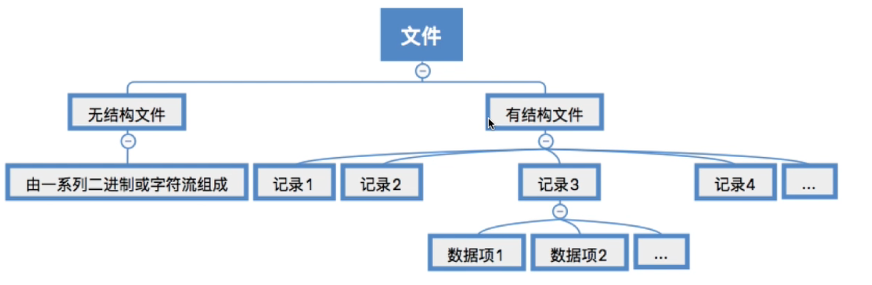 文件
无结构文件
有结构文件
由一系列二进制或字符流组成
记录1
记录2
记录3
记录4
...
数据项1
数据项2
...